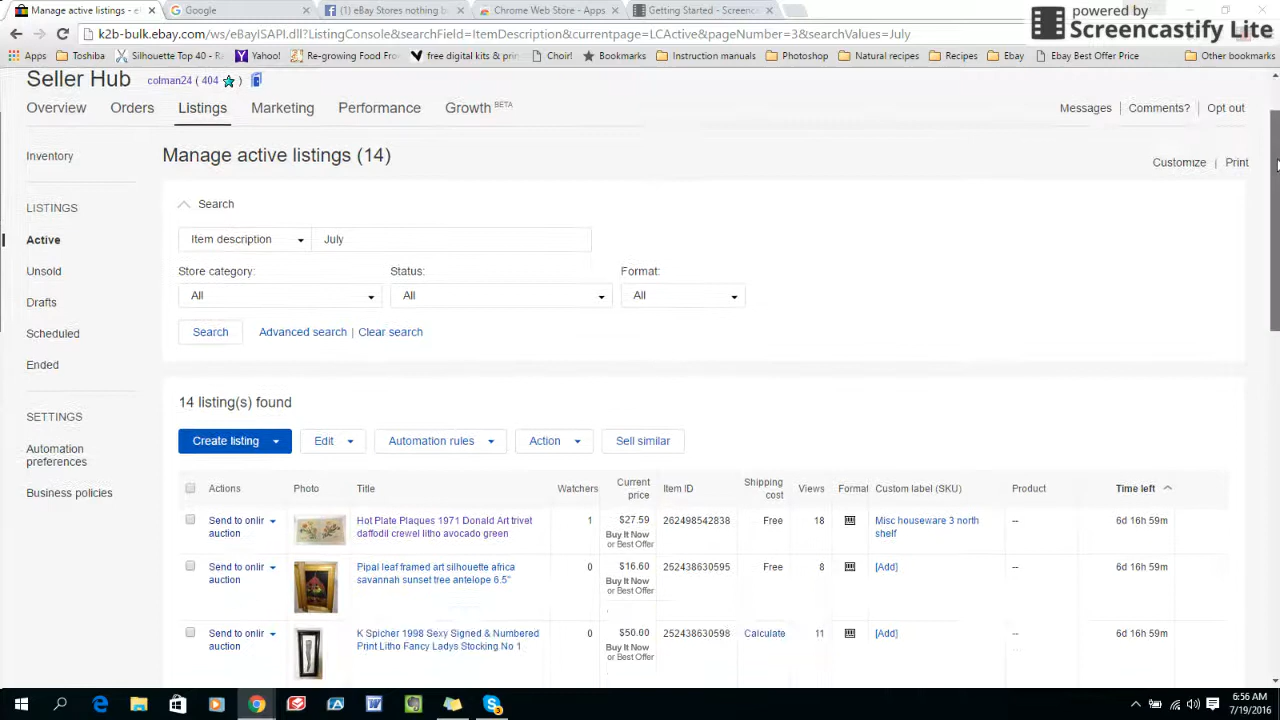 Manage active listings - e
Google
(1) eBay Stores nothing b
Chrome Web Store - Apps
Getting Started - Screenc
powered by
Screencastify Lite
k2b-bulk.ebay.com/ws/eBayISAPI.dll?List
hField=ItemDescription&currentpage=LCActive&pageNumber=3&searchValues=July
Apps
Toshiba
Silhouette Files
Yahoo!
Re-growing Food Fro
free digital kits & prin
Choir!
Bookmarks
Instruction manuals
Photoshop
Natural recipes
Recipes
Ebay
Ebay Best Offer Price
Other bookmarks
Seller Hub colman24 ( 404 )
Overview Orders Listings Marketing Performance Growth BETA
Messages Comments? Opt out
Inventory
LISTINGS
Active
Unsold
Drafts
Scheduled
Ended
SETTINGS
Automation
preferences
Business policies
Manage active listings (14)
Customize | Print
Search
Item description July
Store category: Status: Format:
All All All
Search Advanced search | Clear search
14 listing(s) found
Create listing Edit Automation rules Action Sell similar
Actions Photo Title Watchers Current price Item ID Shipping cost Views Format Custom label (SKU) Product Time left
Send to onlir auction
Hot Plate Plaques 1971 Donald Art trivet
daffodil crewel litho avocado green
1
$27.59
Buy It Now
or Best Offer
262498542838
Free
18
Misc houseware 3 north
shelf
--
6d 16h 59m
Send to onlir auction
Pipal leaf framed art silhouette africa
savannah sunset tree antelope 6.5"
0
$16.60
Buy It Now
or Best Offer
252438630595
Free
8
[Add]
--
6d 16h 59m
Send to onlir auction
K Spicher 1998 Sexy Signed & Numbered
Print Litho Fancy Ladys Stocking No 1
0
$50.60
Buy It Now
or Best Offer
252438630598
Calculate
11
[Add]
--
6d 16h 59m
6:56 AM
7/19/2016